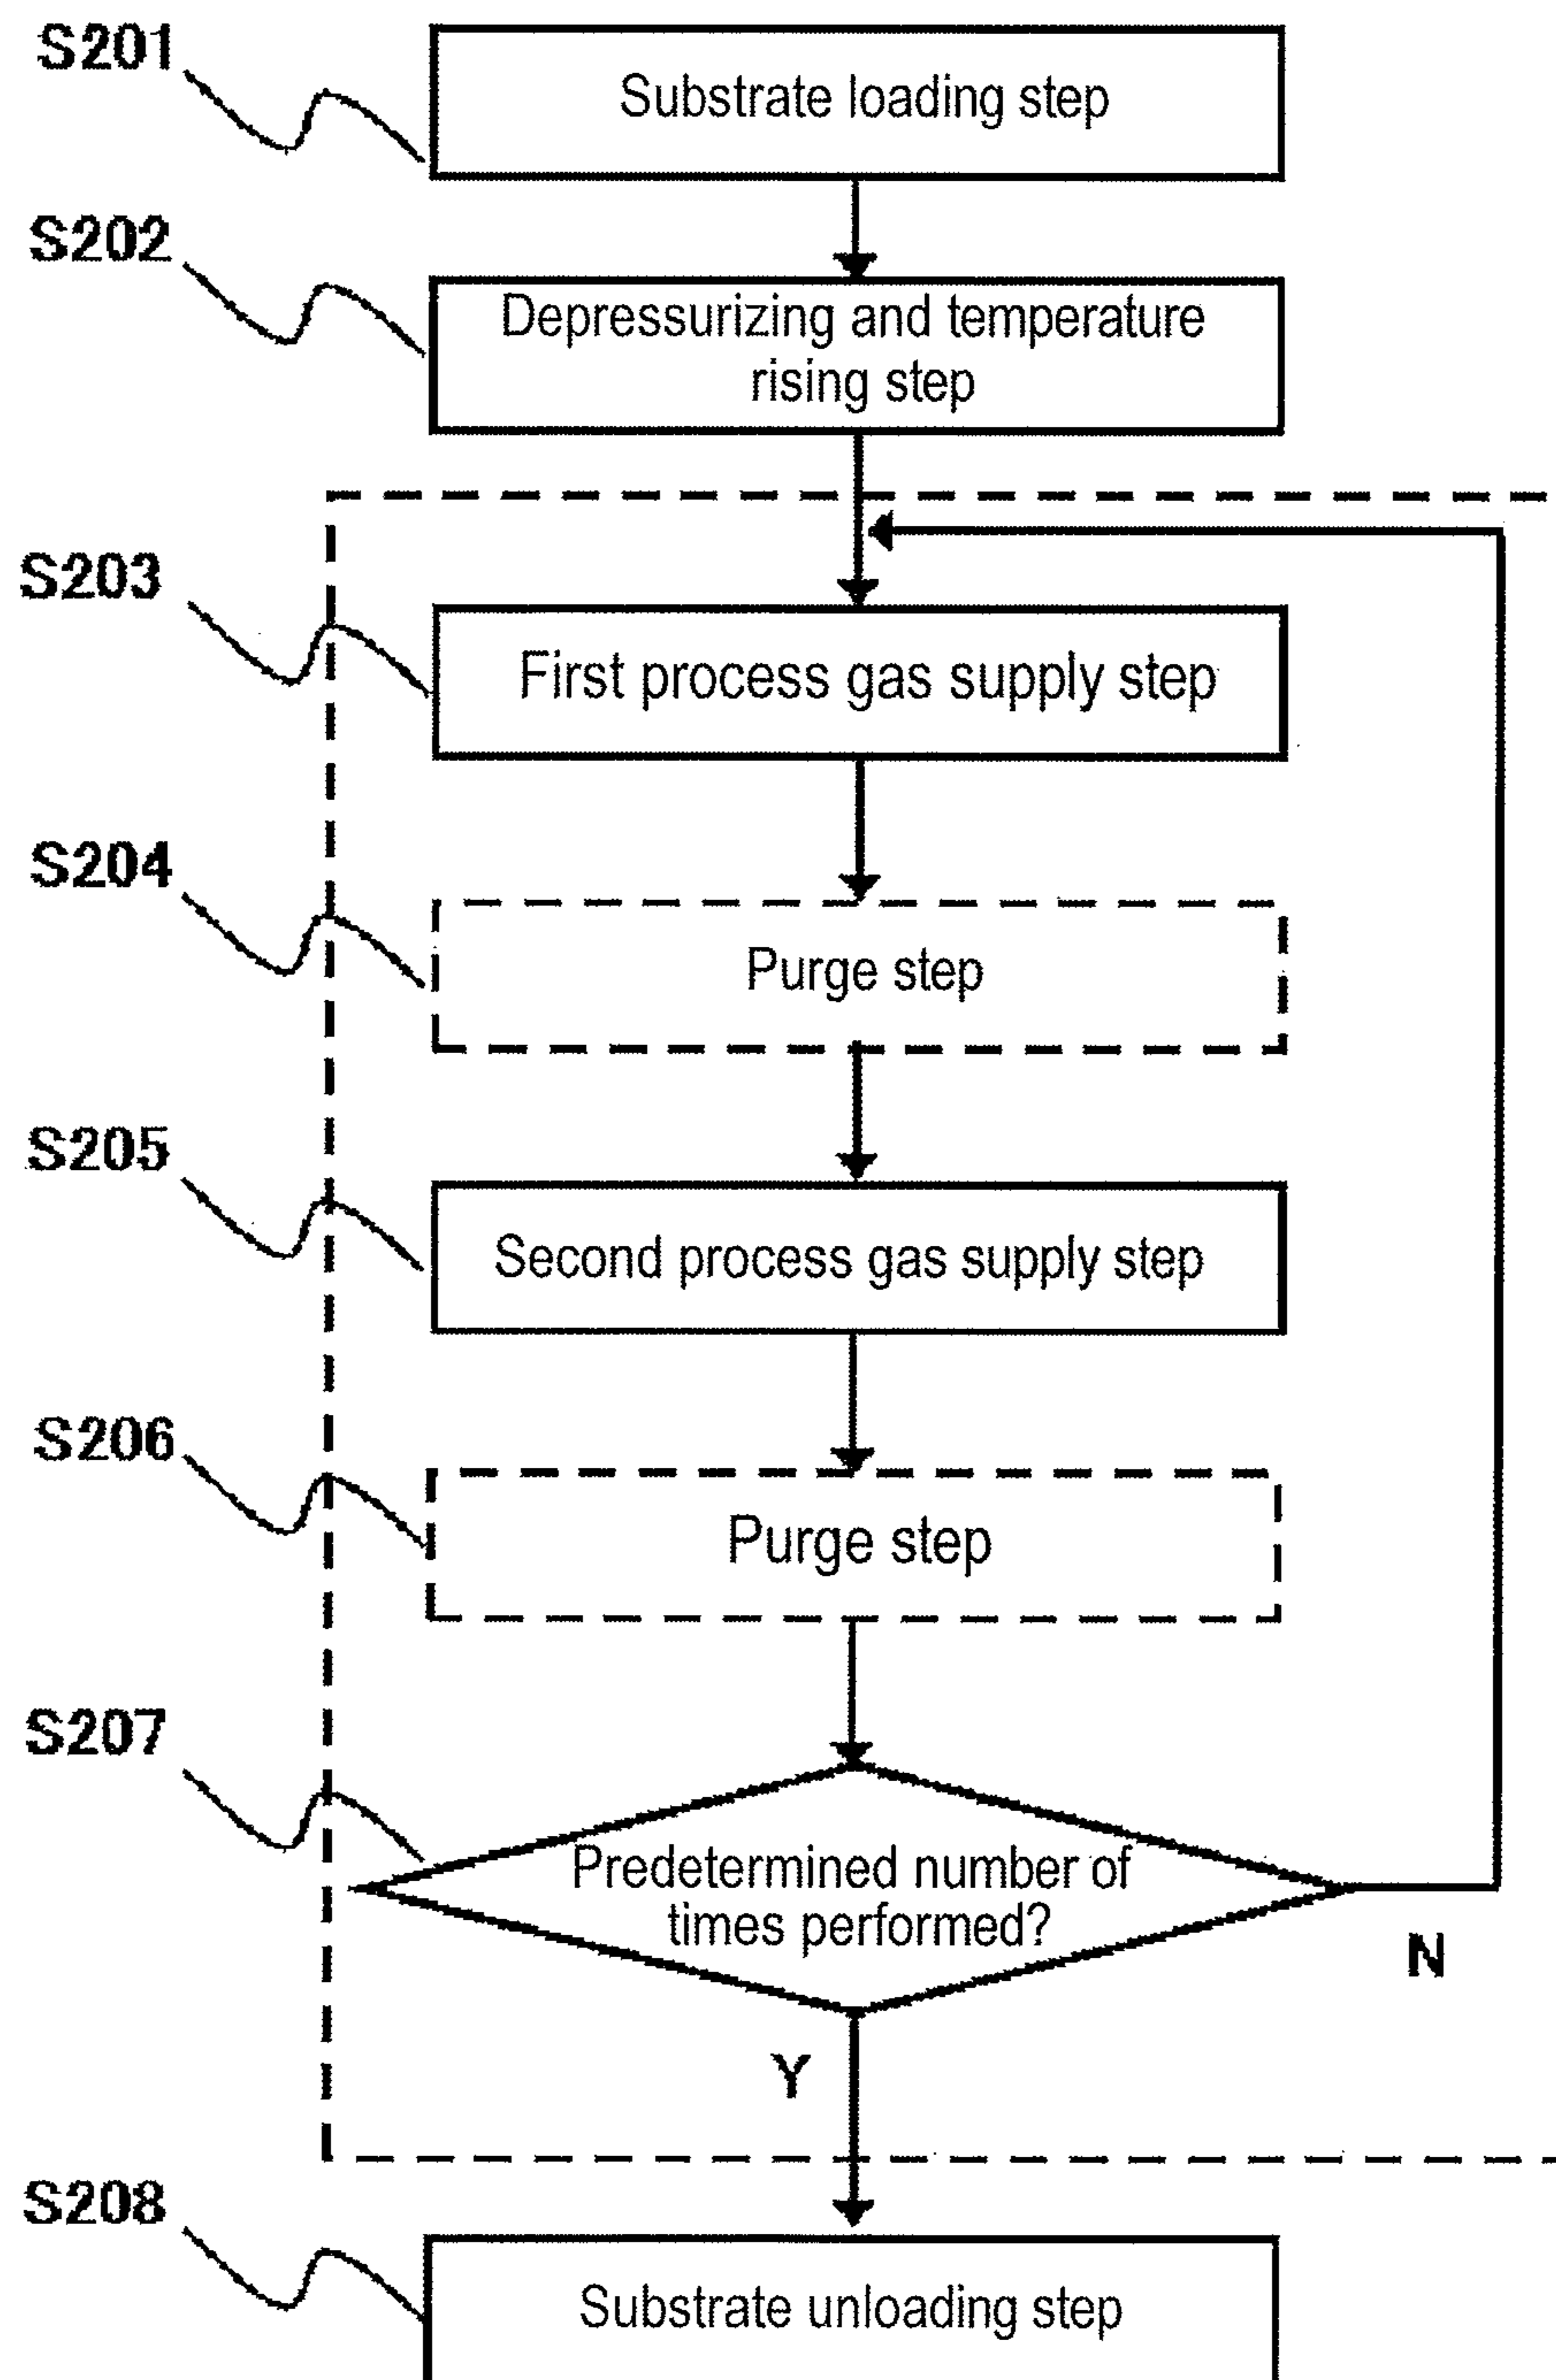 S201
Substrate loading step
S202
Depressurizing and temperature
rising step
S203
First process gas supply step
S204
Purge step
S205
Second process gas supply step
S206
Purge step
S207
Predetermined number of
times performed?
N
Y
S208
Substrate unloading step